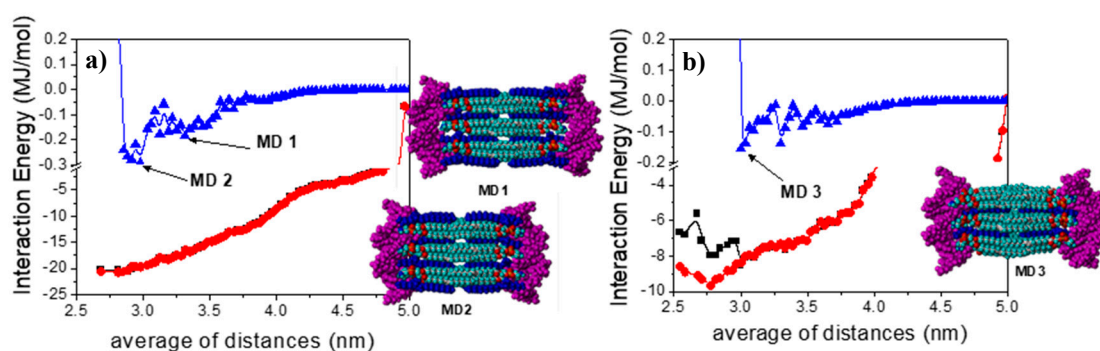 a)
Interaction Energy (MJ/mol)
0.2
0.1
0.0
-0.1
-0.2
-0.3
-5
-10
-15
-20
-25
MD 1
MD 2
2.5 3.0 3.5 4.0 4.5 5.0
average of distances (nm)
MD1
MD2
b)
Interaction Energy (MJ/mol)
0.2
0.1
0.0
-0.1
0.2
-4
-6
-8
-10
MD 3
2.5 3.0 3.5 4.0 4.5 5.0
average of distances (nm)
MD3